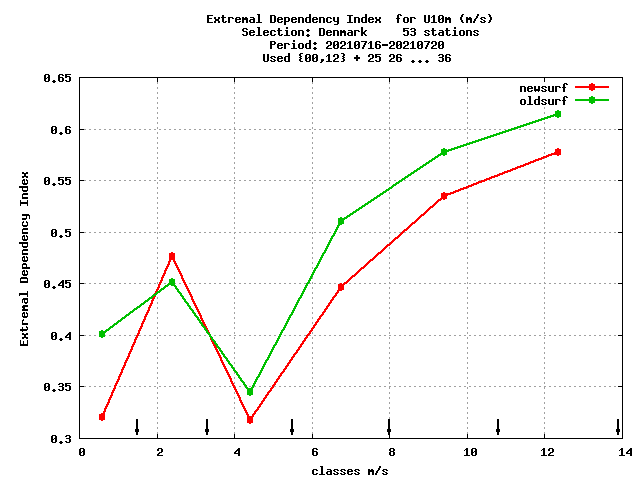 Extremal Dependency Index  for U10m (m/s)
Selection: Denmark     53 stations
Period: 20210716-20210720
Used {00,12} + 25 26 ... 36
newsurf
oldsurf
0.65
0.6
0.55
0.5
0.45
0.4
0.35
0.3
Extremal Dependency Index
0 2 4 6 8 10 12 14
classes m/s